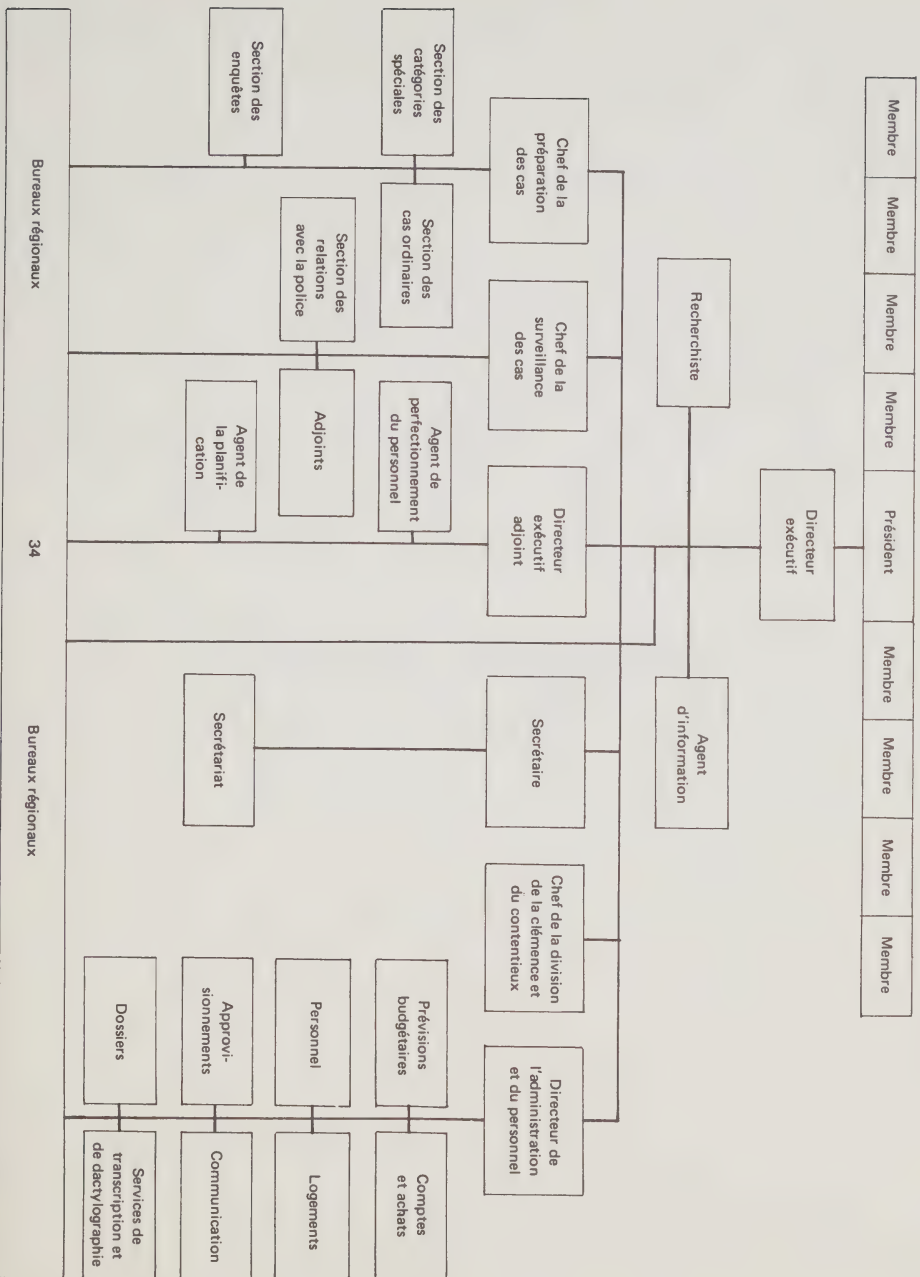 Membre
Membre
Membre
Membre
Président
Membre
Membre
Membre
Membre
Directeur
exécutif
Recherchiste
Agent
d'information
Chef de la
préparation
des cas
Chef de la
surveillance
des cas
Directeur
exécutif
adjoint
Secrétaire
Chef de la division
de la clémence et
du contentieux
Directeur de
l'administration
et du personnel
Section des
catégories
spéciales
Section des
cas ordinaires
Agent de
perfectionnement
du personnel
Prévisions
budgétaires
Comptes
et achats
Section des
relations
avec la police
Adjoints
Personnel
Logements
Section des
enquêtes
Agent de
la planifi-
cation
Secrétariat
Approvi-
sionnements
Communication
Dossiers
Services de
transcription et
de dactylographie
Bureaux régionaux
34
Bureaux régionaux